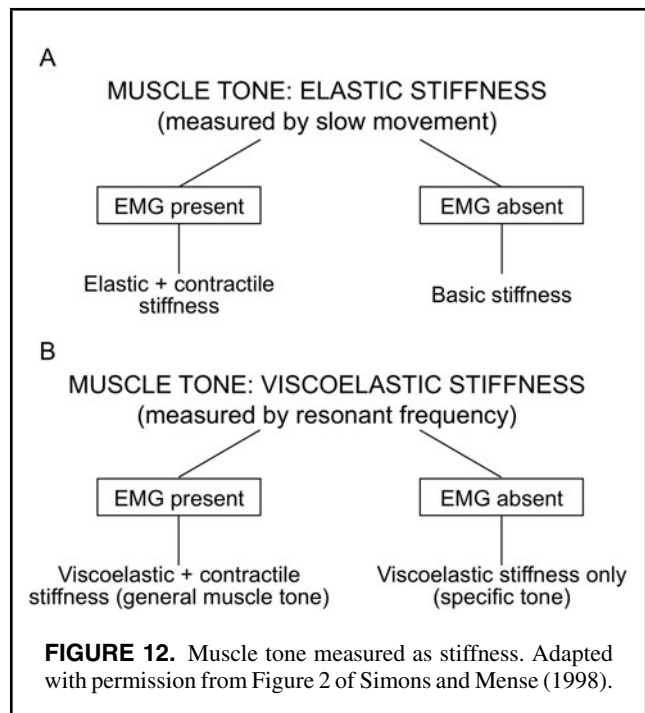 A
MUSCLE TONE: ELASTIC STIFFNESS
(measured by slow movement)
EMG present
EMG absent
Elastic + contractile
stiffness
Basic stiffness
B
MUSCLE TONE: VISCOELASTIC STIFFNESS
(measured by resonant frequency)
EMG present
EMG absent
Viscoelastic + contractile
stiffness (general muscle tone)
Viscoelastic stiffness only
(specific tone)
FIGURE 12. Muscle tone measured as stiffness. Adapted
with permission from Figure 2 of Simons and Mense (1998).